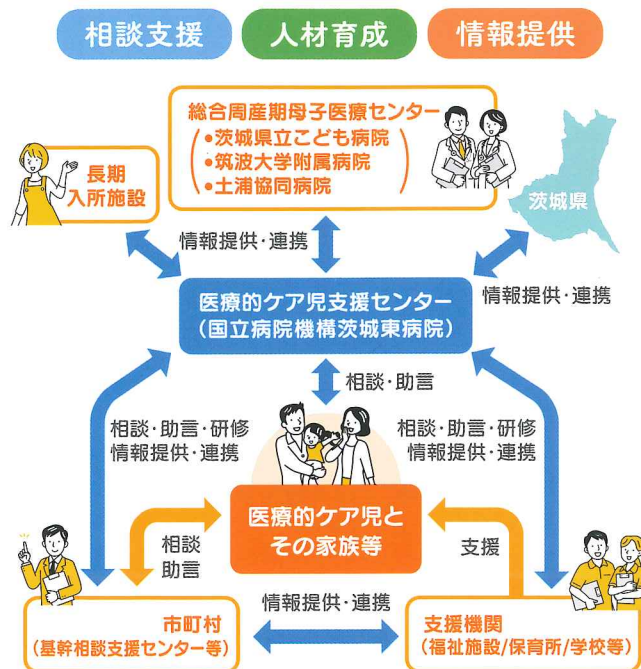 相談支援
人材育成
情報提供
総合周産期母子医療センター
•茨城県立こども病院
•筑波大学附属病院
•土浦協同病院
長期
入所施設
茨城県
情報提供・連携
情報提供・連携
医療的ケア児支援センター
(国立病院機構茨城東病院)
相談・助言
相談・助言・研修
情報提供・連携
相談・助言・研修
情報提供・連携
医療的ケア児と
その家族等
相談
助言
支援
市町村
(基幹相談支援センター等)
情報提供・連携
支援機関
(福祉施設/保育所/学校等)